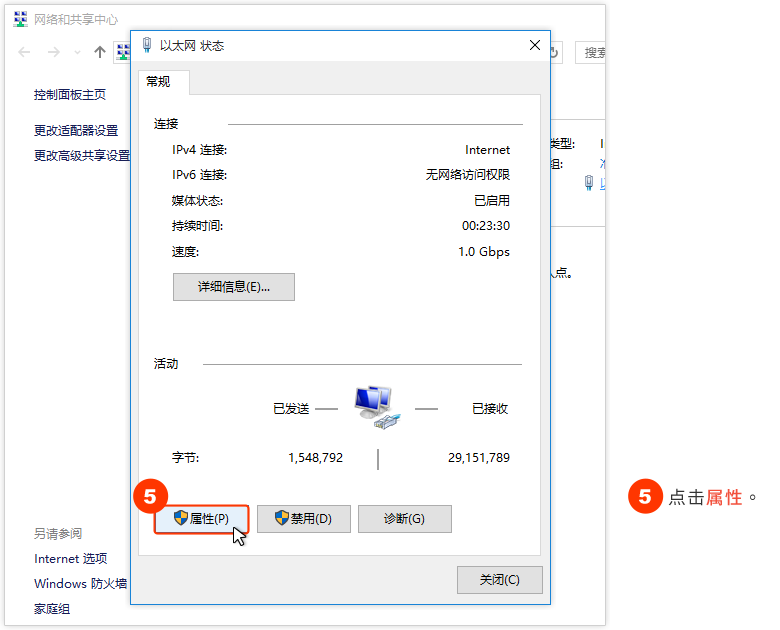 网络和共享中心
以太网 状态
搜索
常规
控制面板主页
更改适配器设置
更改高级共享设置
连接
IPv4 连接: Internet
IPv6 连接: 无网络访问权限
媒体状态: 已启用
持续时间: 00:23:30
速度: 1.0 Gbps
详细信息(E)...
类型:
组:
入点。
活动
已发送 — — 已接收
字节: 1,548,792 29,151,789
5
属性(P) 禁用(D) 诊断(G)
关闭(C)
另请参阅
Internet 选项
Windows 防火墙
家庭组
5 点击属性。